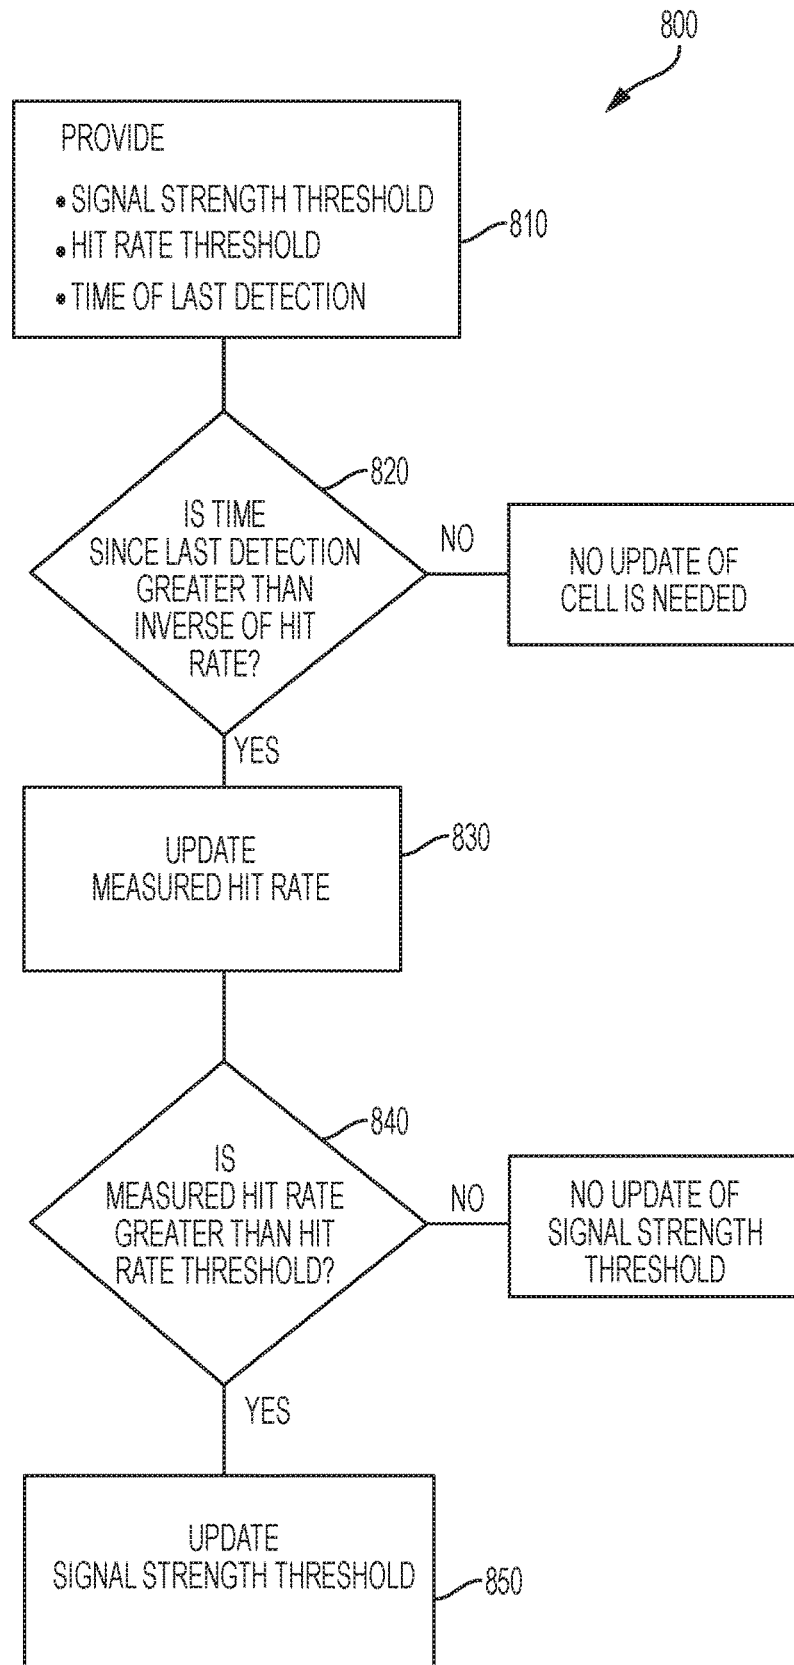 800
PROVIDE
• SIGNAL STRENGTH THRESHOLD
• HIT RATE THRESHOLD
• TIME OF LAST DETECTION
810
820
IS TIME
SINCE LAST DETECTION
GREATER THAN
INVERSE OF HIT
RATE?
NO
NO UPDATE OF
CELL IS NEEDED
YES
UPDATE
MEASURED HIT RATE
830
840
IS
MEASURED HIT RATE
GREATER THAN HIT
RATE THRESHOLD?
NO
NO UPDATE OF
SIGNAL STRENGTH
THRESHOLD
YES
UPDATE
SIGNAL STRENGTH THRESHOLD
850